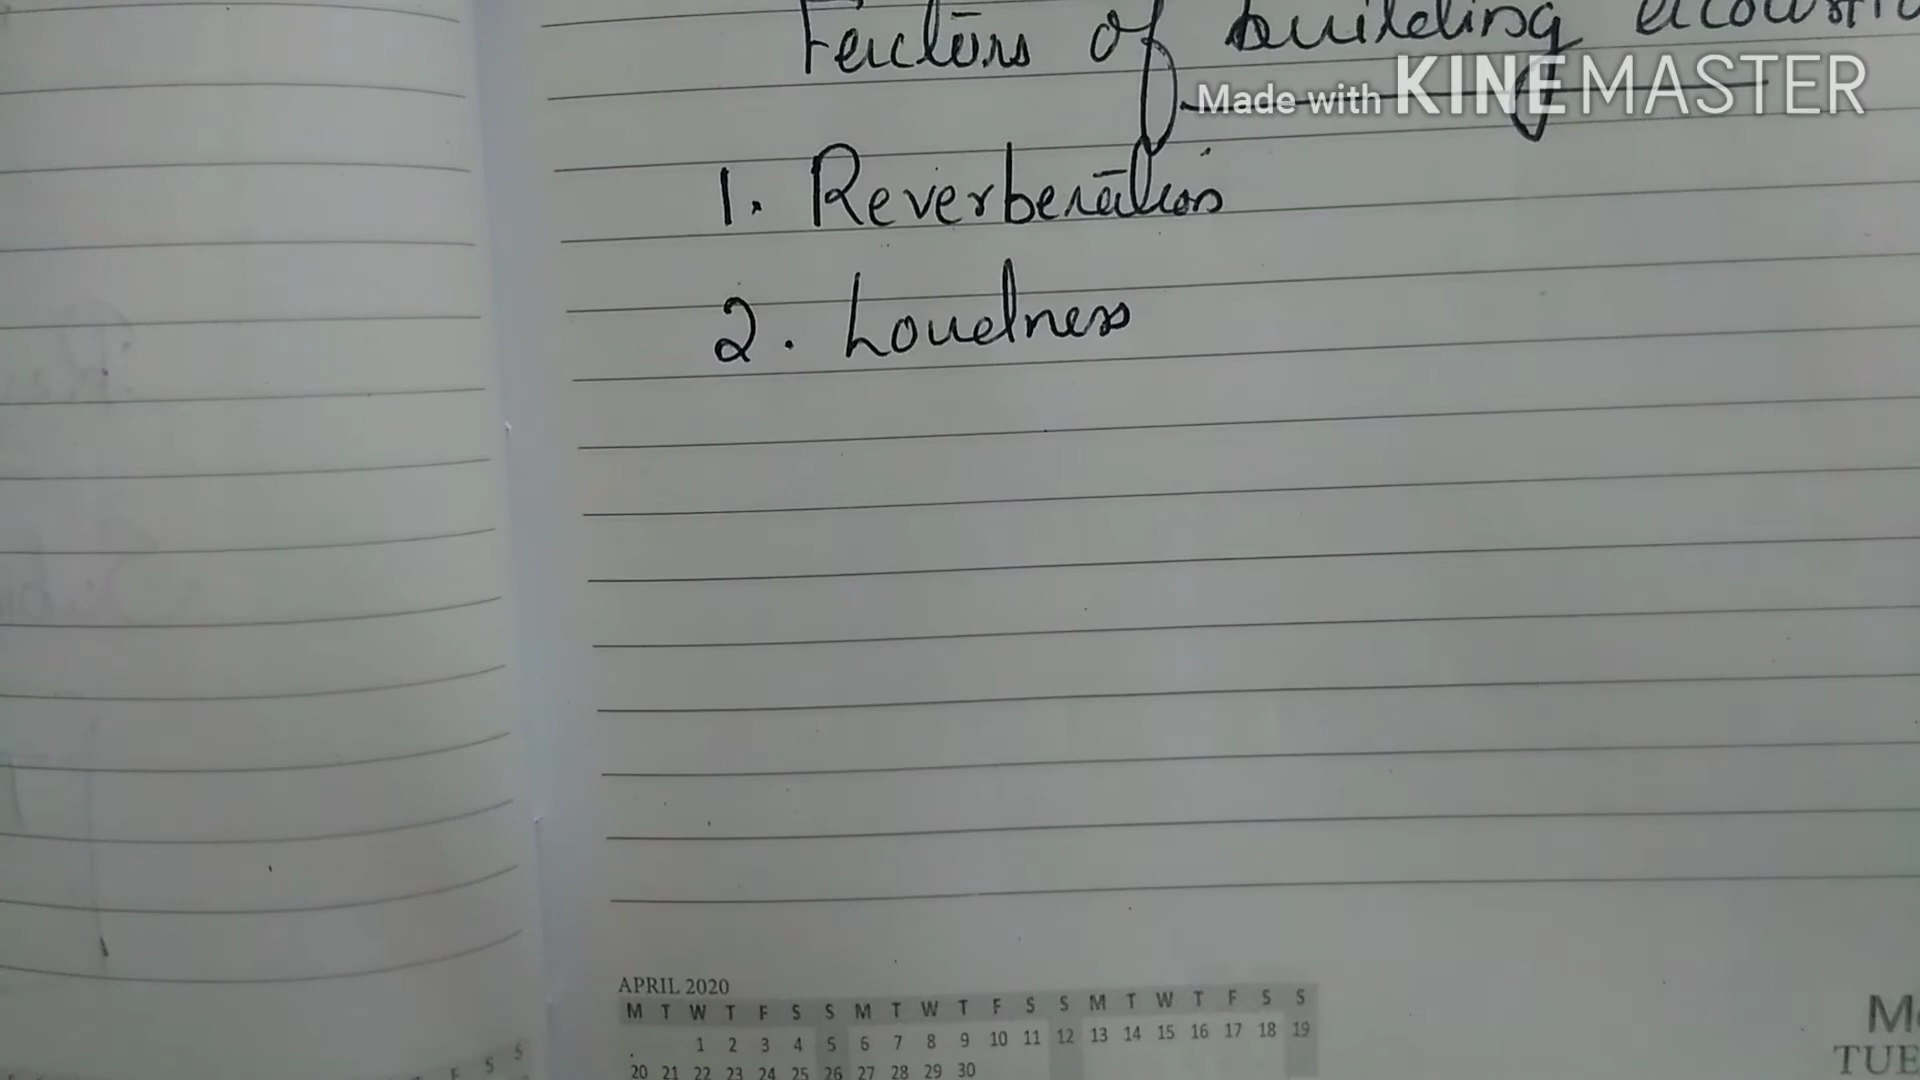 Factors of building acoustic
Made with KINEMASTER
1. Reverberation
2. Loudness
APRIL 2020
M T W T F S S M T W T F S S M T W T F S S
1 2 3 4 5 6 7 8 9 10 11 12 13 14 15 16 17 18 19
20 21 22 23 24 25 26 27 28 29 30
TUE
F S S